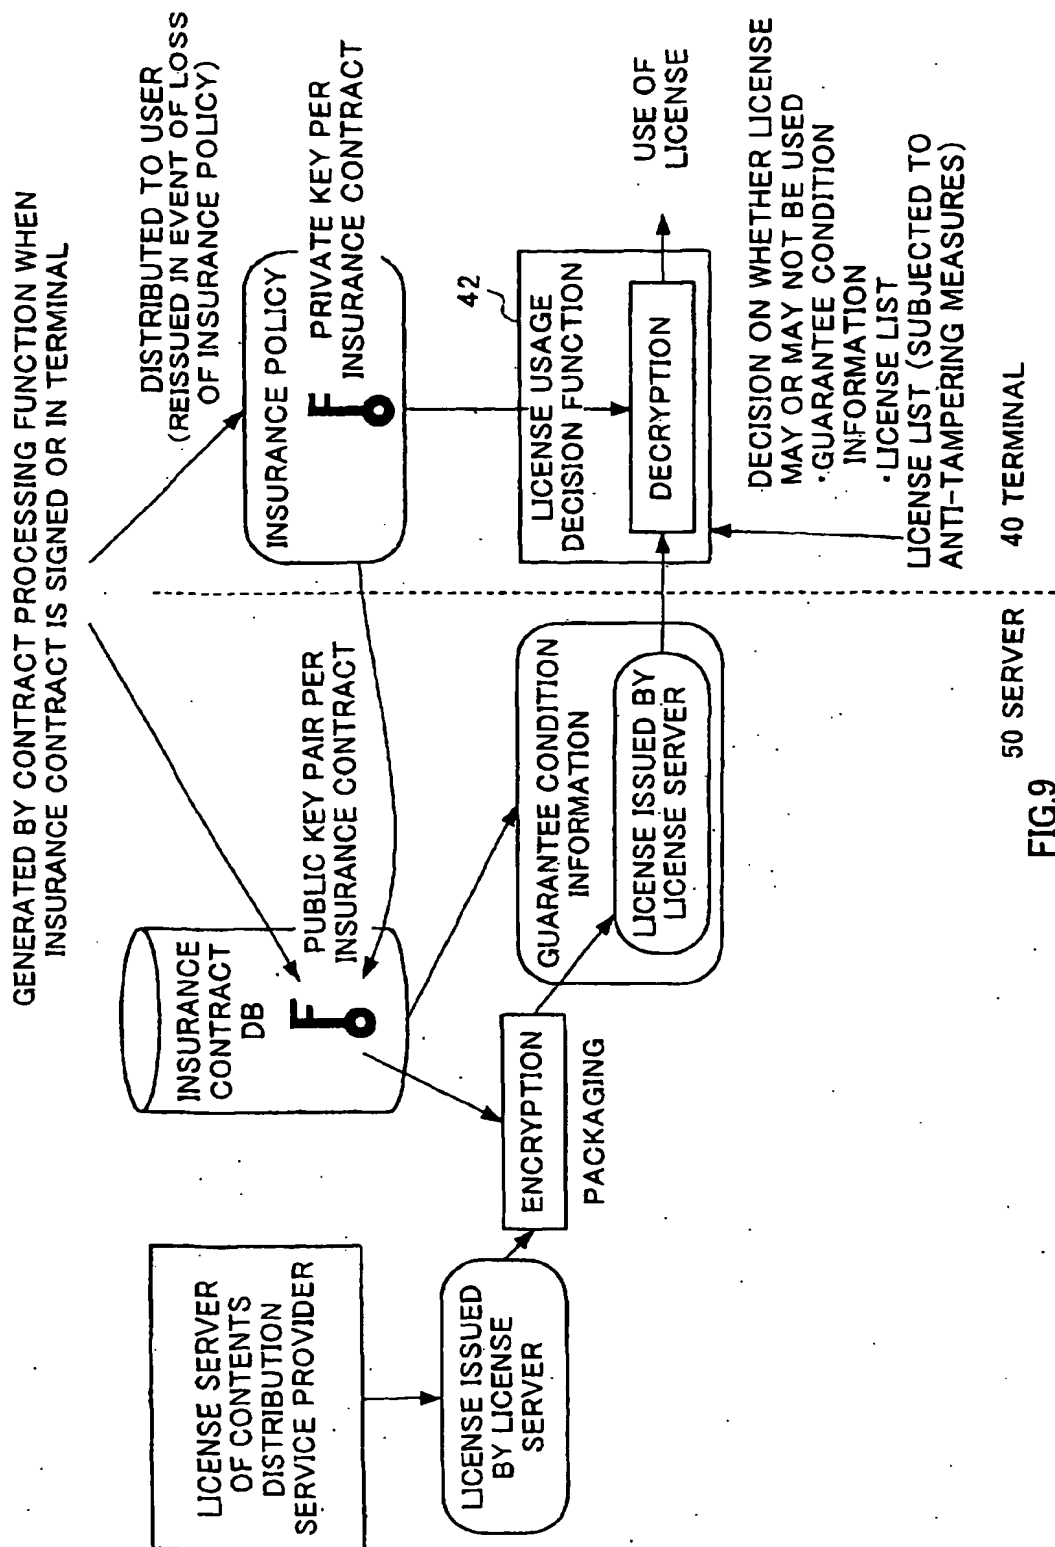 GENERATED BY CONTRACT PROCESSING FUNCTION WHEN
INSURANCE CONTRACT IS SIGNED OR IN TERMINAL
DISTRIBUTED TO USER
(REISSUED IN EVENT OF LOSS
OF INSURANCE POLICY)
LICENSE SERVER
OF CONTENTS
DISTRIBUTION
SERVICE PROVIDER
INSURANCE
CONTRACT
DB
PUBLIC KEY PAIR PER
INSURANCE CONTRACT
INSURANCE POLICY
PRIVATE KEY PER
INSURANCE CONTRACT
LICENSE ISSUED
BY LICENSE
SERVER
ENCRYPTION
PACKAGING
GUARANTEE CONDITION
INFORMATION
LICENSE ISSUED BY
LICENSE SERVER
42
LICENSE USAGE
DECISION FUNCTION
DECRYPTION
USE OF
LICENSE
DECISION ON WHETHER LICENSE
MAY OR MAY NOT BE USED
·GUARANTEE CONDITION
INFORMATION
·LICENSE LIST
LICENSE LIST (SUBJECTED TO
ANTI-TAMPERING MEASURES)
50 SERVER
40 TERMINAL
FIG.9